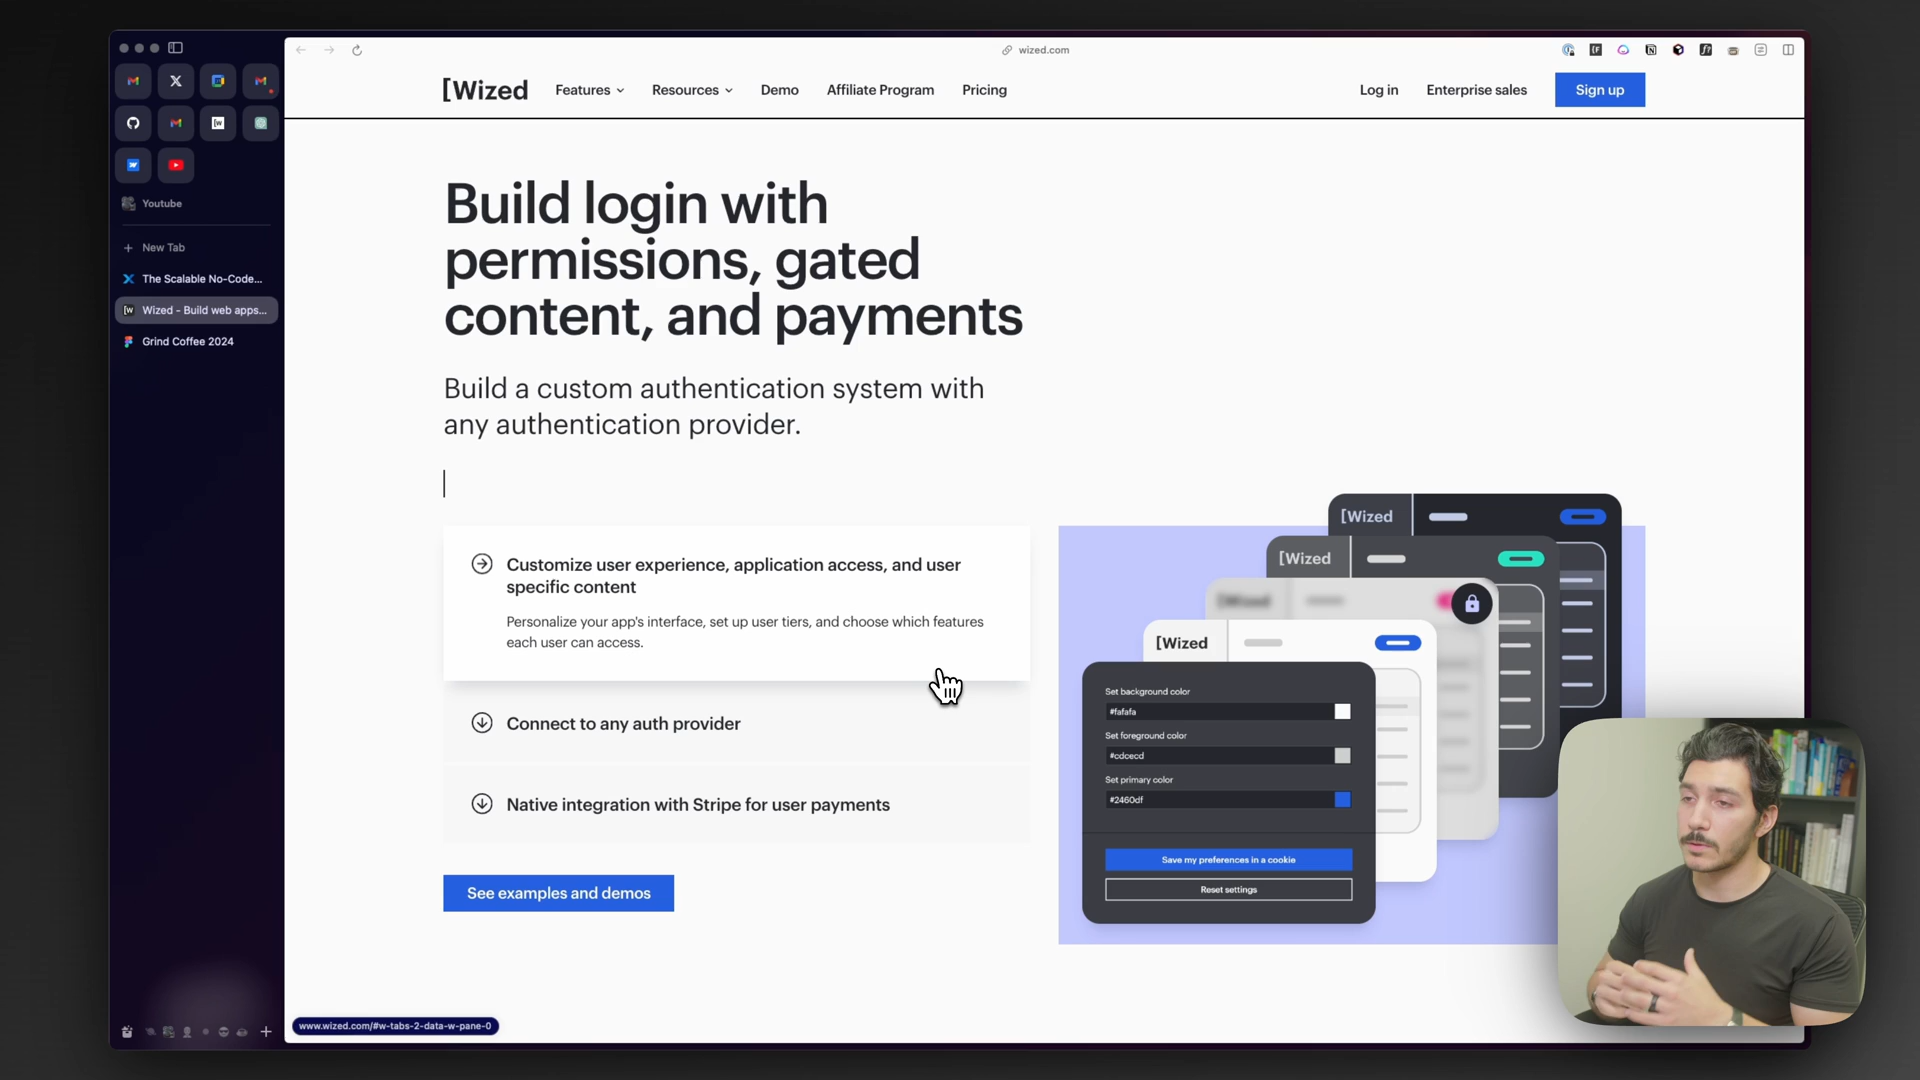 wized.com
[Wized
Features
Resources
Demo
Affiliate Program
Pricing
Log in
Enterprise sales
Sign up
Youtube
New Tab
The Scalable No-Code...
Wized - Build web apps...
Grind Coffee 2024
Build login with
permissions, gated
content, and payments
Build a custom authentication system with
any authentication provider.
Customize user experience, application access, and user
specific content
Personalize your app's interface, set up user tiers, and choose which features
each user can access.
Connect to any auth provider
Native integration with Stripe for user payments
See examples and demos
[Wized
[Wized
[Wized
[Wized
Set background color
#fafafa
Set foreground color
#cdcecd
Set primary color
#2460df
Save my preferences in a cookie
Reset settings
www.wized.com/#w-tabs-2-data-w-pane-0